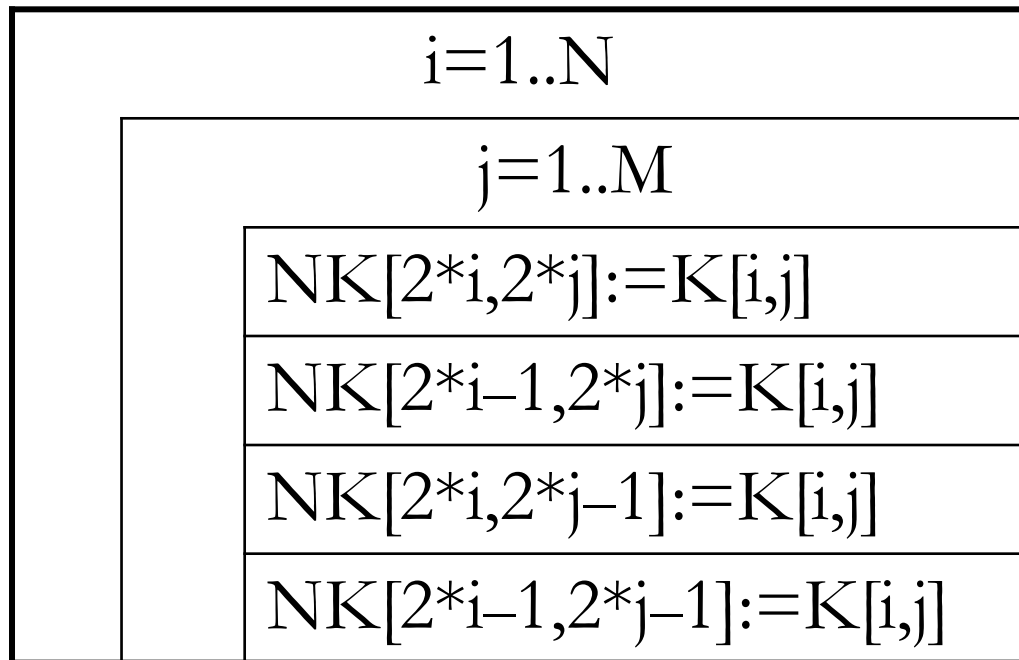 i=1..N
j=1..M
NK[2*i,2*j]:=K[i,j]
NK[2*i–1,2*j]:=K[i,j]
NK[2*i,2*j–1]:=K[i,j]
NK[2*i–1,2*j–1]:=K[i,j]